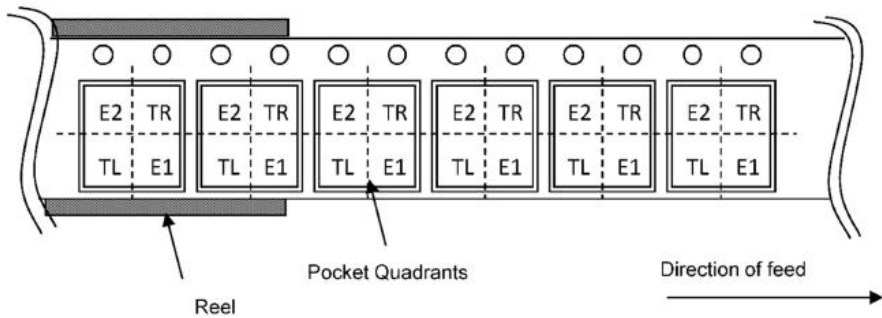 E2 TR E2 TR E2 TR E2 TR E2 TR E2 TR
TL E1 TL E1 TL E1 TL E1 TL E1 TL E1
Pocket Quadrants
Direction of feed
Reel